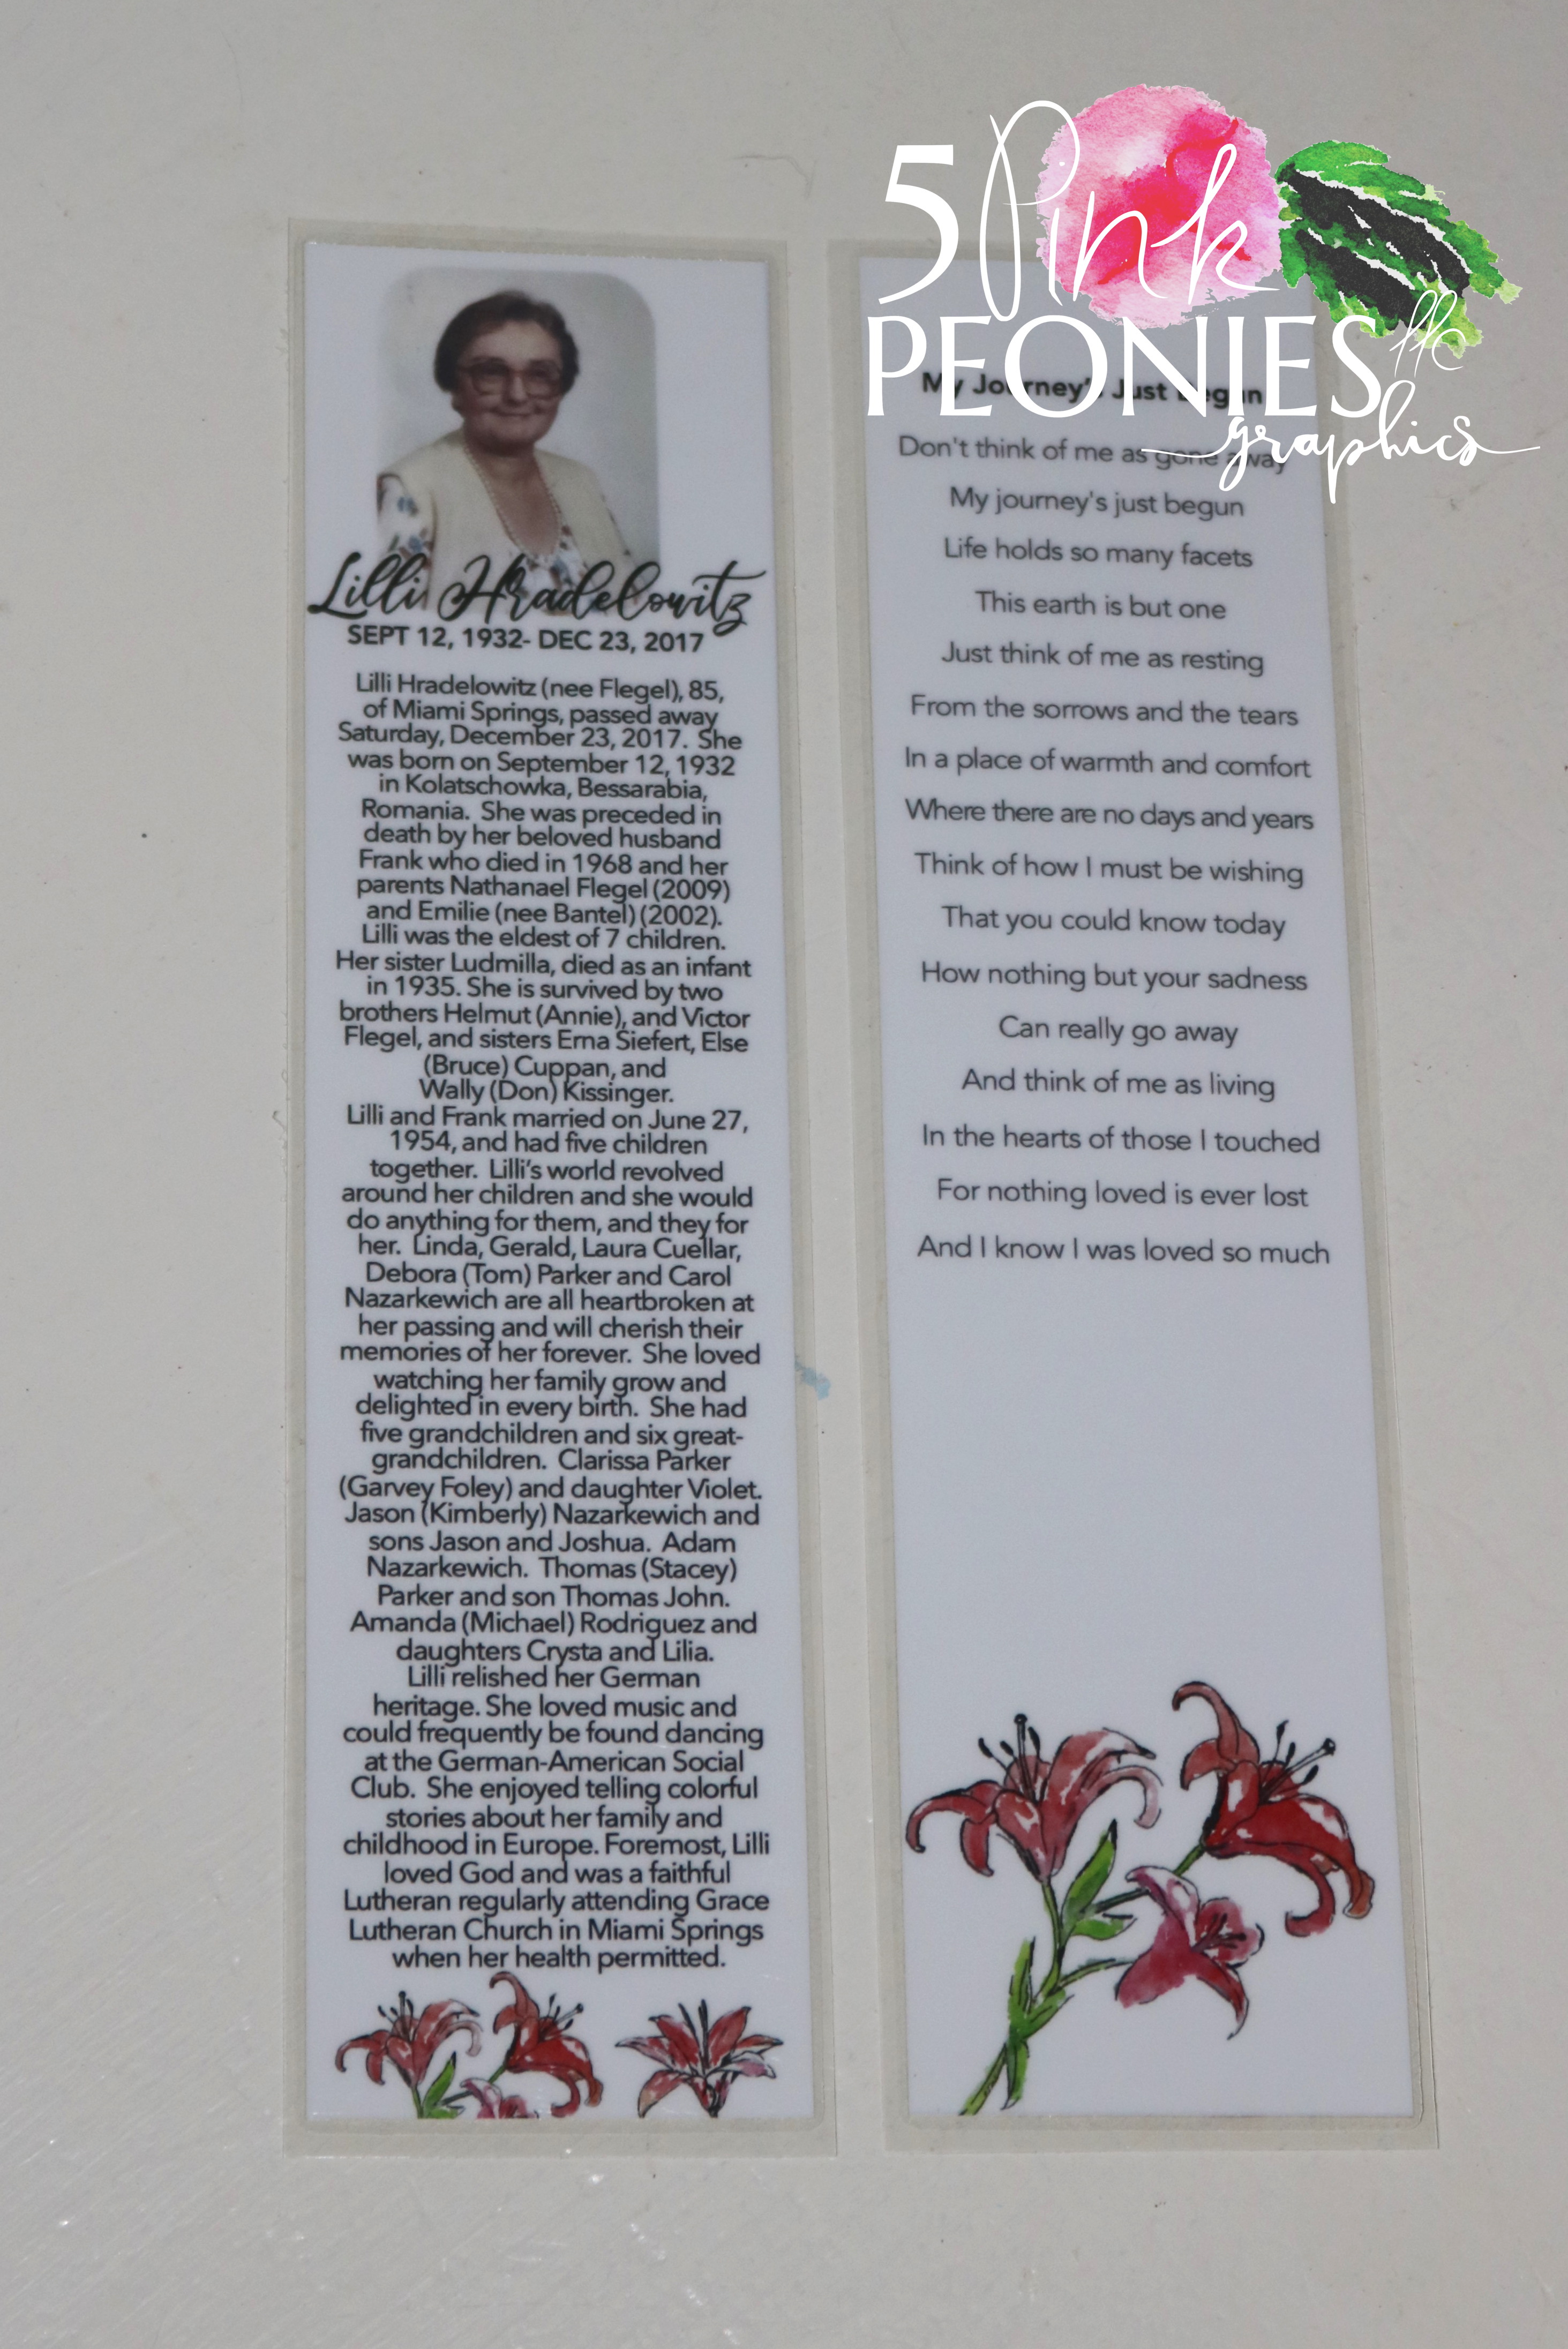 5 Pink
PEONIES llc
graphics
Lilli Hradelowitz
SEPT 12, 1932- DEC 23, 2017
Lilli Hradelowitz (nee Flegel), 85,
of Miami Springs, passed away
Saturday, December 23, 2017. She
was born on September 12, 1932
in Kolatschowka, Bessarabia,
Romania. She was preceded in
death by her beloved husband
Frank who died in 1968 and her
parents Nathanael Flegel (2009)
and Emilie (nee Bantel) (2002).
Lilli was the eldest of 7 children.
Her sister Ludmilla, died as an infant
in 1935. She is survived by two
brothers Helmut (Annie), and Victor
Flegel, and sisters Erna Siefert, Else
(Bruce) Cuppan, and
Wally (Don) Kissinger.
Lilli and Frank married on June 27,
1954, and had five children
together. Lilli's world revolved
around her children and she would
do anything for them, and they for
her. Linda, Gerald, Laura Cuellar,
Debora (Tom) Parker and Carol
Nazarkewich are all heartbroken at
her passing and will cherish their
memories of her forever. She loved
watching her family grow and
delighted in every birth. She had
five grandchildren and six great-
grandchildren. Clarissa Parker
(Garvey Foley) and daughter Violet.
Jason (Kimberly) Nazarkewich and
sons Jason and Joshua. Adam
Nazarkewich. Thomas (Stacey)
Parker and son Thomas John.
Amanda (Michael) Rodriguez and
daughters Crysta and Lilia.
Lilli relished her German
heritage. She loved music and
could frequently be found dancing
at the German-American Social
Club. She enjoyed telling colorful
stories about her family and
childhood in Europe. Foremost, Lilli
loved God and was a faithful
Lutheran regularly attending Grace
Lutheran Church in Miami Springs
when her health permitted.
My Journey's Just Begun
Don't think of me as gone away
My journey's just begun
Life holds so many facets
This earth is but one
Just think of me as resting
From the sorrows and the tears
In a place of warmth and comfort
Where there are no days and years
Think of how I must be wishing
That you could know today
How nothing but your sadness
Can really go away
And think of me as living
In the hearts of those I touched
For nothing loved is ever lost
And I know I was loved so much